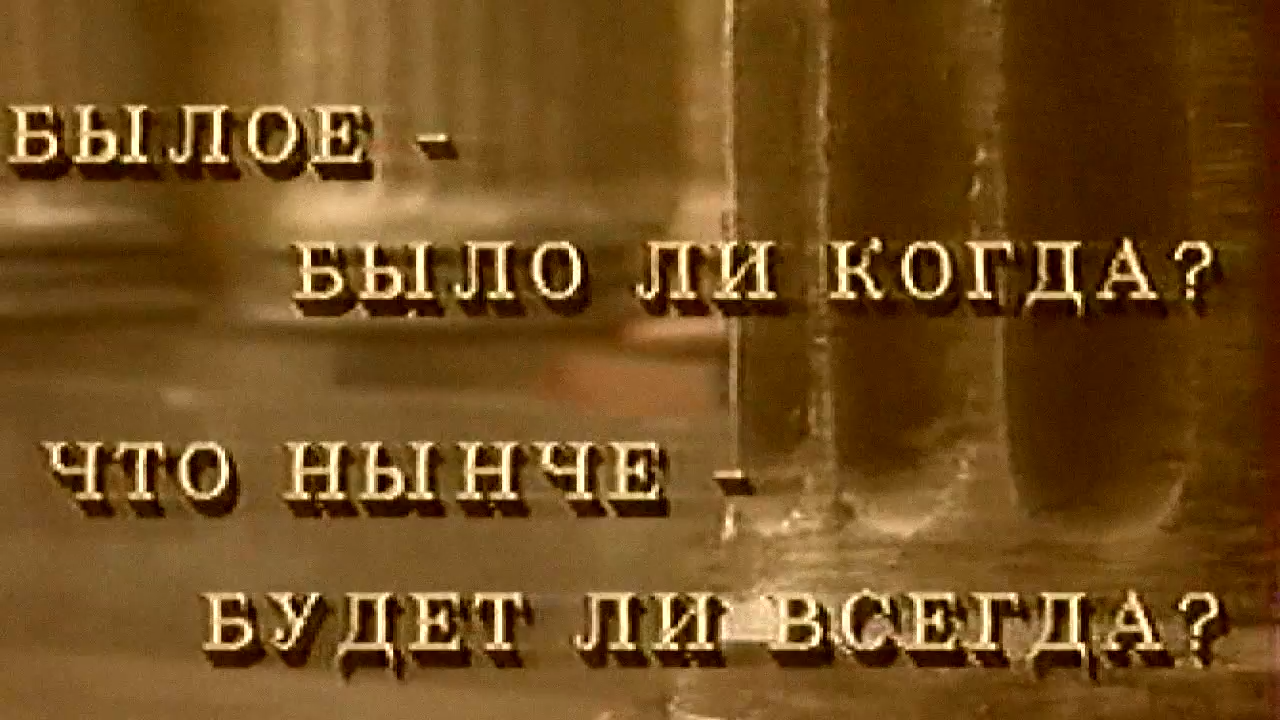 БЫЛОЕ -
БЫЛО ЛИ КОГДА?
ЧТО НЫНЧЕ -
БУДЕТ ЛИ ВСЕГДА?